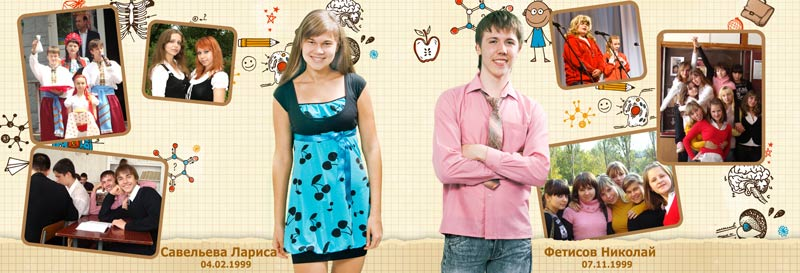 Савельева Лариса
04.02.1999
Фетисов Николай
07.11.1999